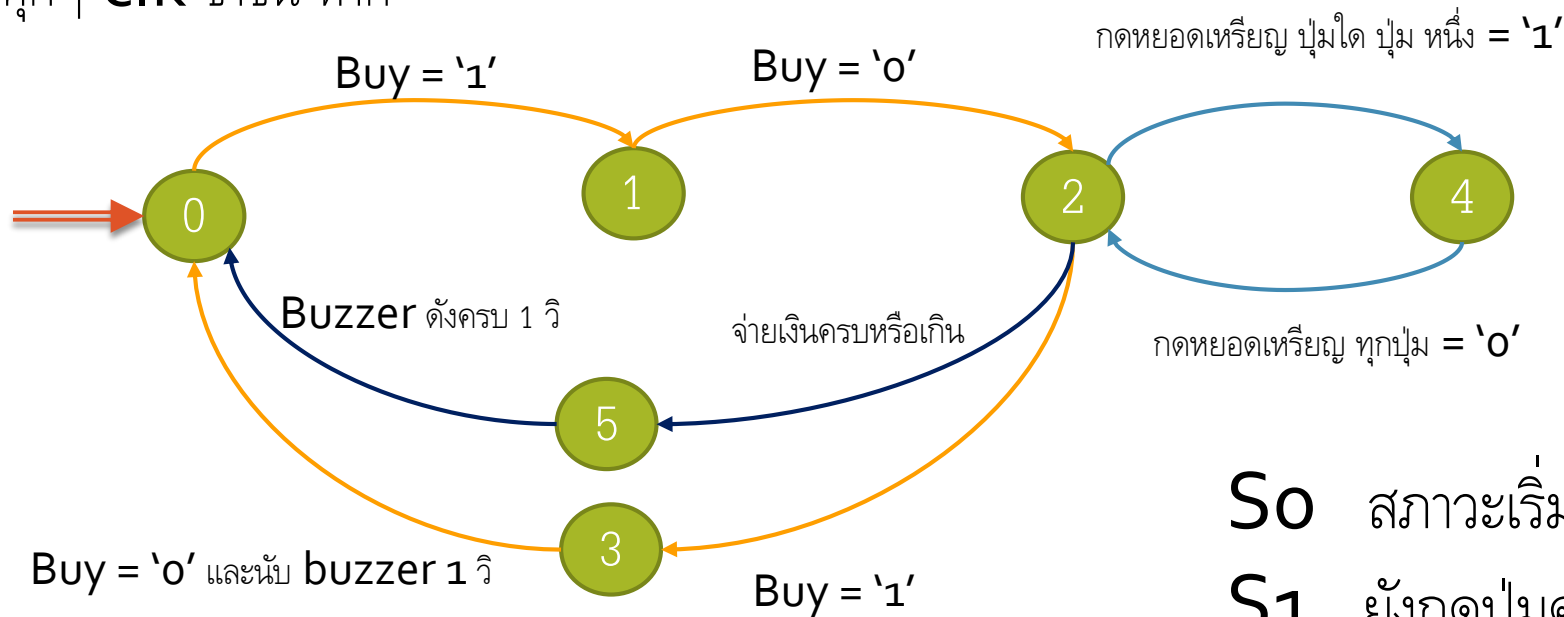 clk
กดหยอดเหรียญ ปุ่มใด ปุ่ม หนึ่ง = ‘1’
Buy = ‘1’
Buy = ‘0’
0
1
2
4
Buzzer ดังครบ 1 วิ
จ่ายเงินครบหรือเกิน
กดหยอดเหรียญ ทุกปุ่ม = ‘0’
5
3
S0 สภาวะเริ่ม
Buy = ‘0’ และนับ buzzer 1 วิ
Buy = ‘1’
S1